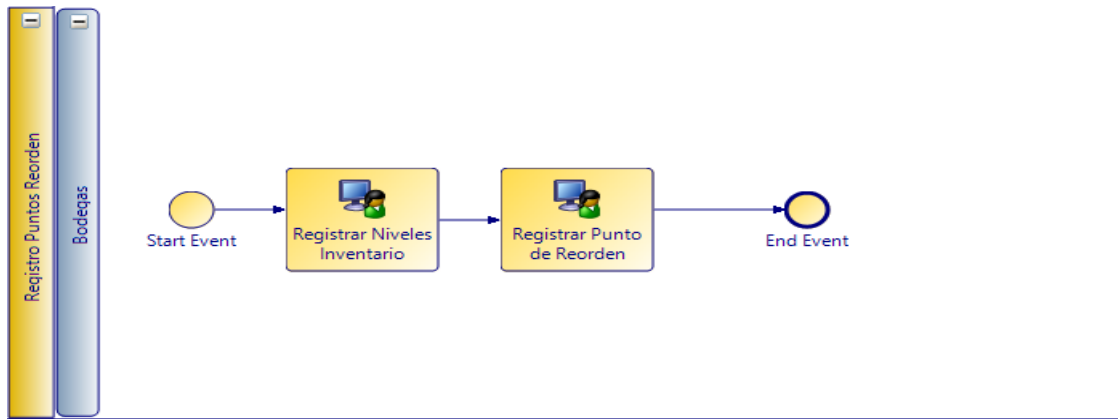 Registro Puntos Reorden
Bodegas
Start Event
Registrar Niveles
Inventario
Registrar Punto
de Reorden
End Event